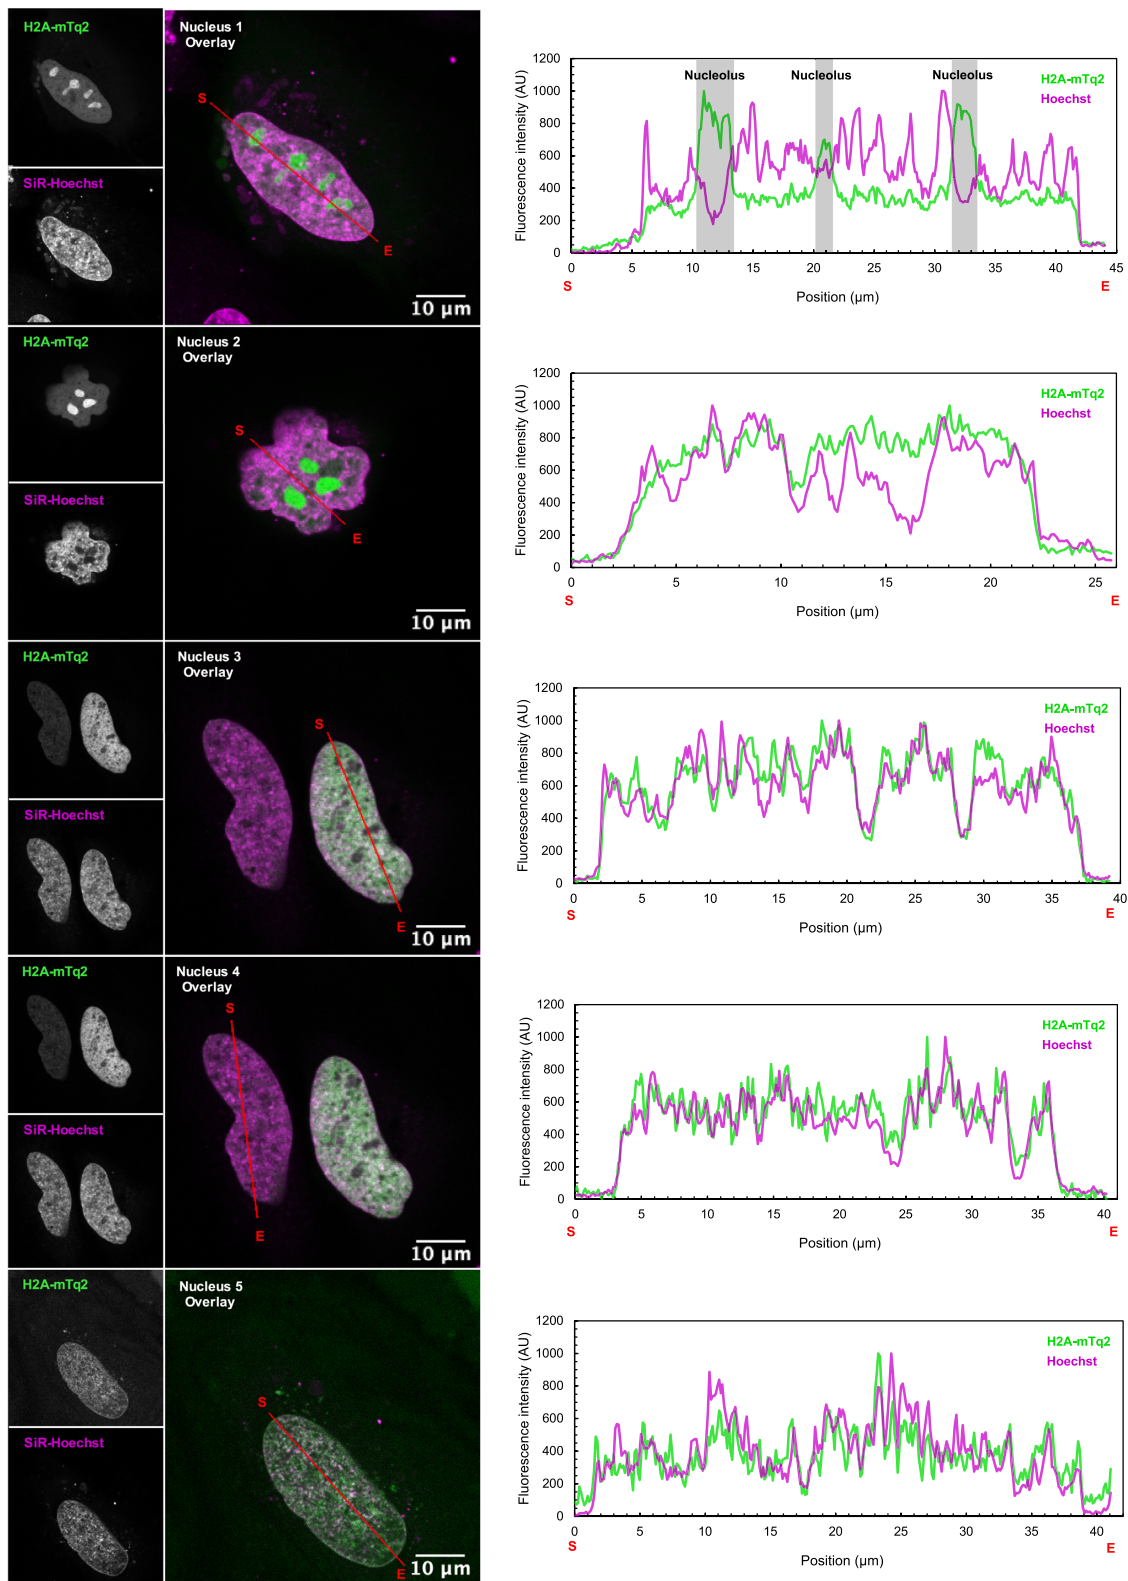 H2A-mTq2
SiR-Hoechst
Nucleus 1
Overlay
S
E
10 µm
1200
1000
800
600
400
200
0
Fluorescence intensity (AU)
Nucleolus Nucleolus Nucleolus
H2A-mTq2
Hoechst
0 5 10 15 20 25 30 35 40 45
S E
Position (µm)
H2A-mTq2
SiR-Hoechst
Nucleus 2
Overlay
S
E
10 µm
1200
1000
800
600
400
200
0
Fluorescence intensity (AU)
H2A-mTq2
Hoechst
0 5 10 15 20 25
S E
Position (µm)
H2A-mTq2
SiR-Hoechst
Nucleus 3
Overlay
S
E
10 µm
1200
1000
800
600
400
200
0
Fluorescence intensity (AU)
H2A-mTq2
Hoechst
0 5 10 15 20 25 30 35 40
S E
Position (µm)
H2A-mTq2
SiR-Hoechst
Nucleus 4
Overlay
S
E
10 µm
1200
1000
800
600
400
200
0
Fluorescence intensity (AU)
H2A-mTq2
Hoechst
0 5 10 15 20 25 30 35 40
S E
Position (µm)
H2A-mTq2
SiR-Hoechst
Nucleus 5
Overlay
S
E
10 µm
1200
1000
800
600
400
200
0
Fluorescence intensity (AU)
H2A-mTq2
Hoechst
0 5 10 15 20 25 30 35 40
S E
Position (µm)